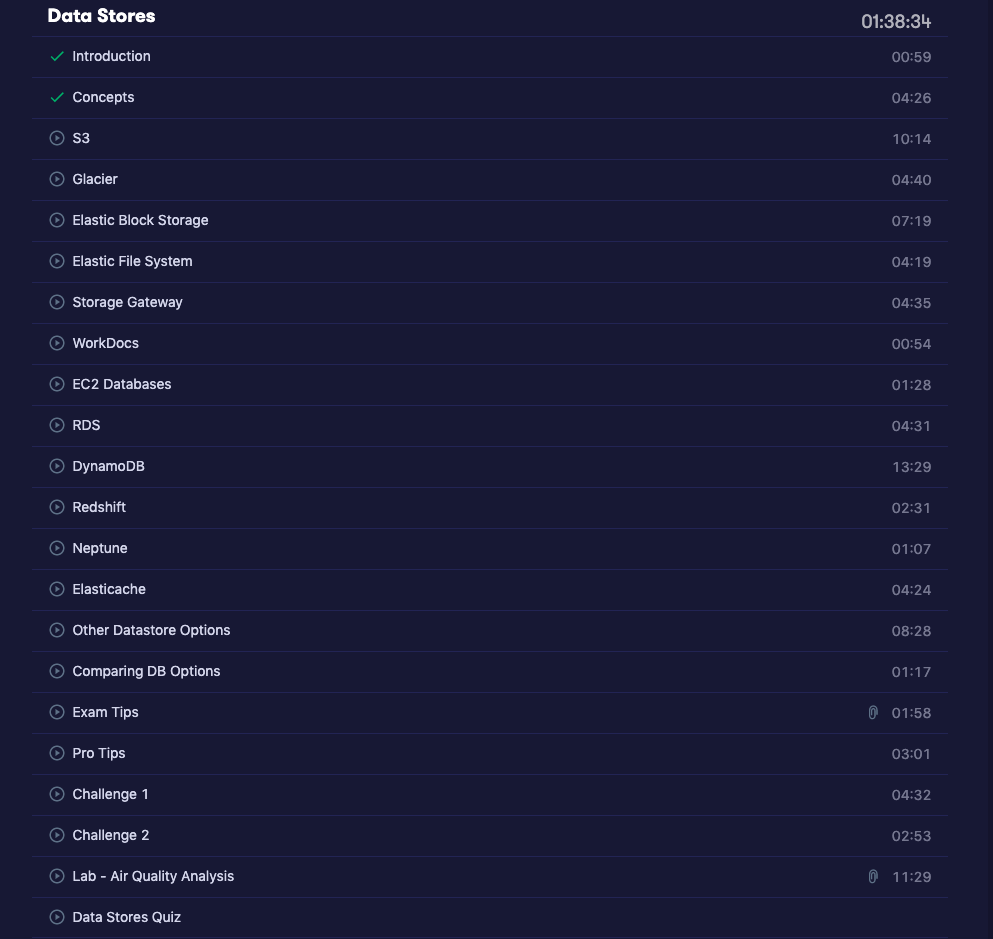 Data Stores 01:38:34
Introduction 00:59
Concepts 04:26
S3 10:14
Glacier 04:40
Elastic Block Storage 07:19
Elastic File System 04:19
Storage Gateway 04:35
WorkDocs 00:54
EC2 Databases 01:28
RDS 04:31
DynamoDB 13:29
Redshift 02:31
Neptune 01:07
Elasticache 04:24
Other Datastore Options 08:28
Comparing DB Options 01:17
Exam Tips 01:58
Pro Tips 03:01
Challenge 1 04:32
Challenge 2 02:53
Lab - Air Quality Analysis 11:29
Data Stores Quiz